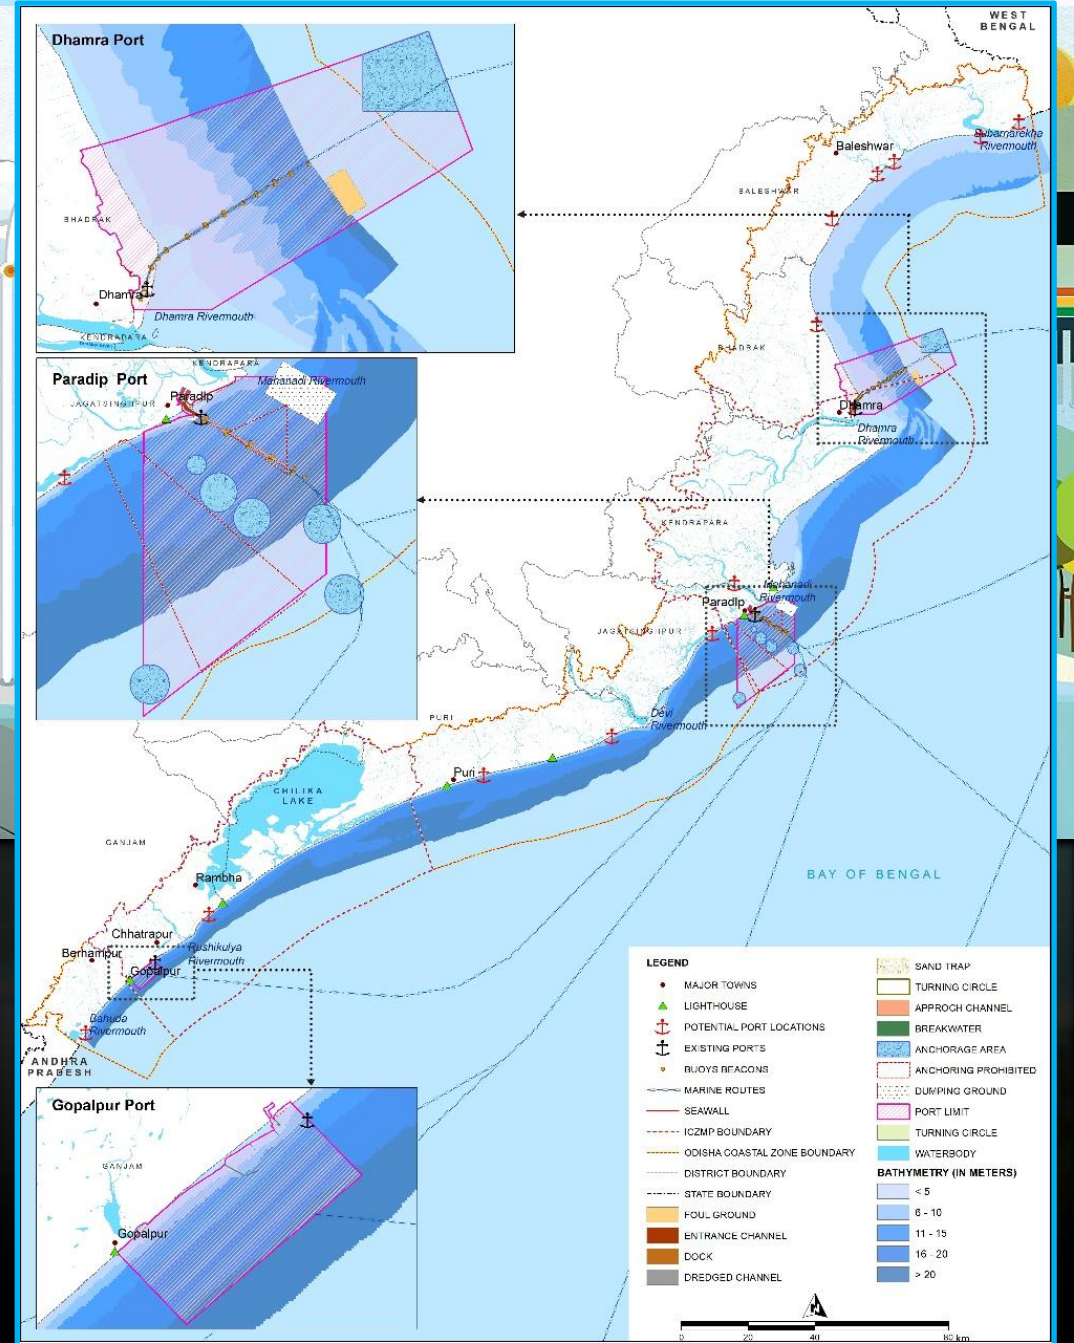 WEST
BENGAL
Dhamra Port
BHADRAK
Dhamra
Dhamra Rivermouth
Paradip Port
KENDRAPARA
Mahanadi Rivermouth
JAGATSINGHPUR
Paradip
Subarnarekha
Rivermouth
Baleshwar
BALESHWAR
BHADRAK
Dhamra
Dhamra
Rivermouth
KENDRAPARA
Mohanadi
Rivermouth
Paradip
JAGATSINGHPUR
Devi
Rivermouth
PURI
Puri
CHILIKA
LAKE
GANJAM
Rambha
Chhatrapur
Rushikulya
Rivermouth
Berhampur
Gopalpur
Bahuda
Rivermouth
ANDHRA
PRADESH
BAY OF BENGAL
Gopalpur Port
GANJAM
Gopalpur
LEGEND
MAJOR TOWNS
LIGHTHOUSE
POTENTIAL PORT LOCATIONS
EXISTING PORTS
BUOYS BEACONS
MARINE ROUTES
SEAWALL
ICZMP BOUNDARY
ODISHA COASTAL ZONE BOUNDARY
DISTRICT BOUNDARY
STATE BOUNDARY
FOUL GROUND
ENTRANCE CHANNEL
DOCK
DREDGED CHANNEL
SAND TRAP
TURNING CIRCLE
APPROCH CHANNEL
BREAKWATER
ANCHORAGE AREA
ANCHORING PROHIBITED
DUMPING GROUND
PORT LIMIT
TURNING CIRCLE
WATERBODY
BATHYMETRY (IN METERS)
< 5
6 - 10
11 - 15
16 - 20
> 20
N
0 20 40 80 km